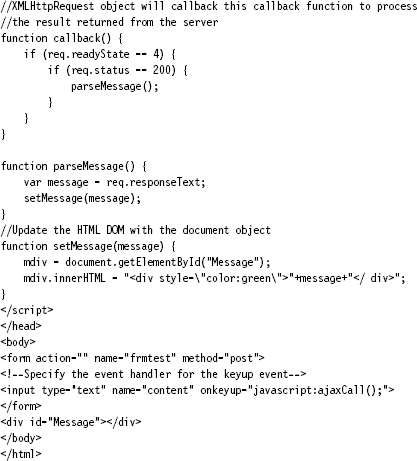 //XMLHttpRequest object will callback this callback function to process
//the result returned from the server
function callback() {
    if (req.readyState == 4) {
        if (req.status == 200) {
            parseMessage();
        }
    }
}

function parseMessage() {
    var message = req.responseText;
    setMessage(message);
}
//Update the HTML DOM with the document object
function setMessage(message) {
    mdiv = document.getElementById("Message");
    mdiv.innerHTML = "<div style=\"color:green\">"+message+"</ div>";
}
</script>
</head>
<body>
<form action="" name="frmtest" method="post">
<!--Specify the event handler for the keyup event-->
<input type="text" name="content" onkeyup="javascript:ajaxCall();">
</form>
<div id="Message"></div>
</body>
</html>